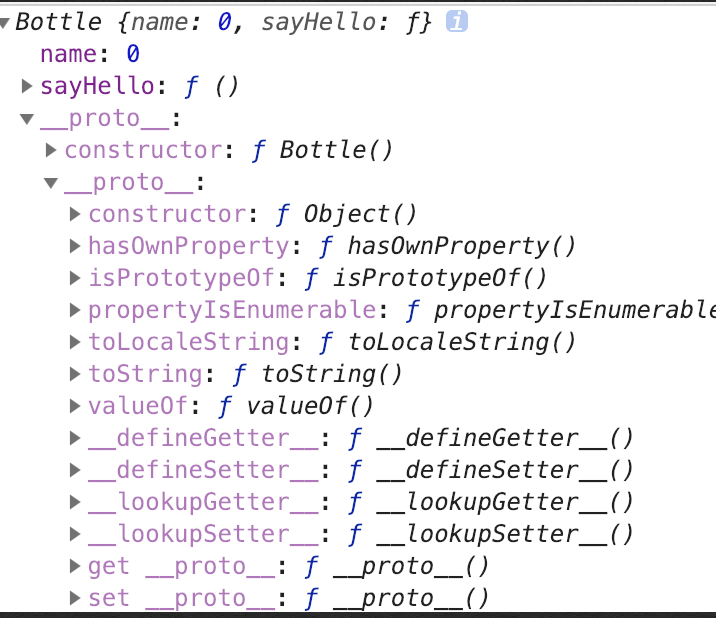 Bottle {name: 0, sayHello: ƒ} i
name: 0
sayHello: ƒ ()
__proto__:
constructor: ƒ Bottle()
__proto__:
constructor: ƒ Object()
hasOwnProperty: ƒ hasOwnProperty()
isPrototypeOf: ƒ isPrototypeOf()
propertyIsEnumerable: ƒ propertyIsEnumerable
toLocaleString: ƒ toLocaleString()
toString: ƒ toString()
valueOf: ƒ valueOf()
__defineGetter__: ƒ __defineGetter__()
__defineSetter__: ƒ __defineSetter__()
__lookupGetter__: ƒ __lookupGetter__()
__lookupSetter__: ƒ __lookupSetter__()
get __proto__: ƒ __proto__()
set __proto__: ƒ __proto__()